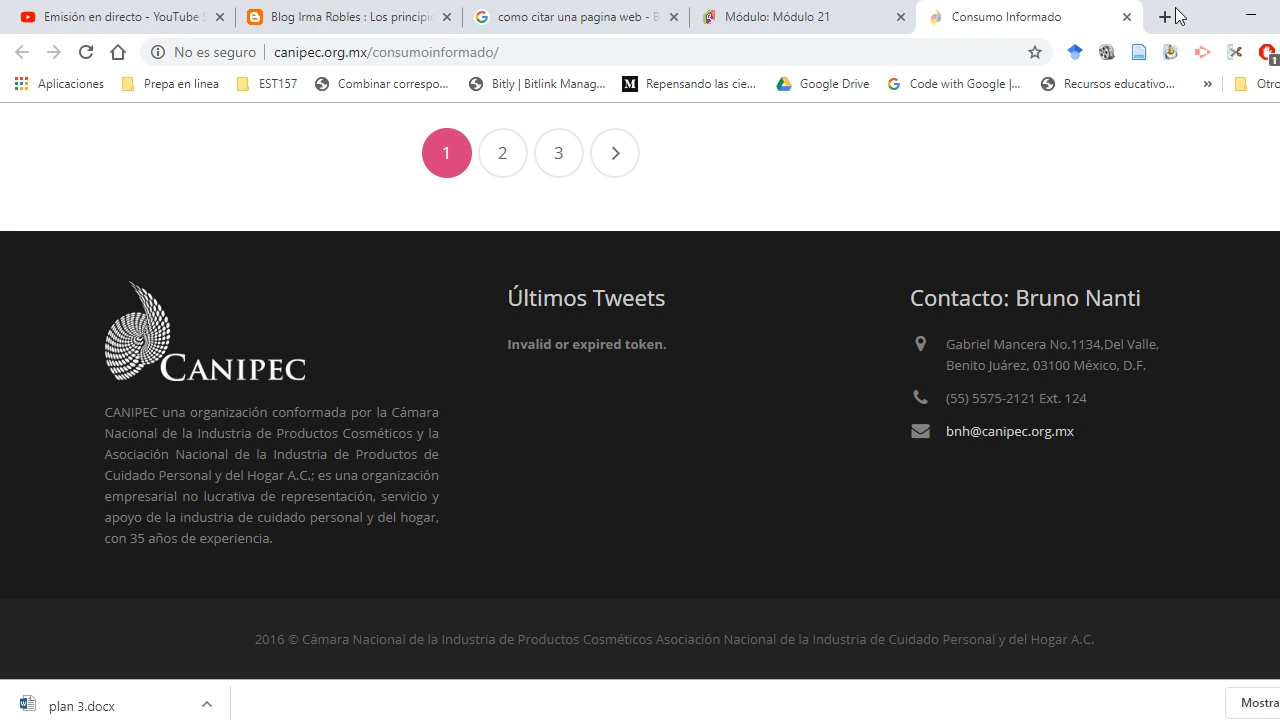 Emisión en directo - YouTube S
Blog Irma Robles : Los principi
como citar una pagina web - B
Módulo: Módulo 21
Consumo Informado
No es seguro | canipec.org.mx/consumoinformado/
Aplicaciones
Prepa en linea
EST157
Combinar correspo...
Bitly | Bitlink Manag...
M
Repensando las cie...
Google Drive
Code with Google |...
Recursos educativo...
»
Otro
1
1 2 3
CANIPEC
CANIPEC una organización conformada por la Cámara
Nacional de la Industria de Productos Cosméticos y la
Asociación Nacional de la Industria de Productos de
Cuidado Personal y del Hogar A.C.; es una organización
empresarial no lucrativa de representación, servicio y
apoyo de la industria de cuidado personal y del hogar,
con 35 años de experiencia.
Últimos Tweets
Invalid or expired token.
Contacto: Bruno Nanti
Gabriel Mancera No.1134,Del Valle,
Benito Juárez, 03100 México, D.F.
(55) 5575-2121 Ext. 124
bnh@canipec.org.mx
2016 © Cámara Nacional de la Industria de Productos Cosméticos Asociación Nacional de la Industria de Cuidado Personal y del Hogar A.C.
plan 3.docx
Mostra